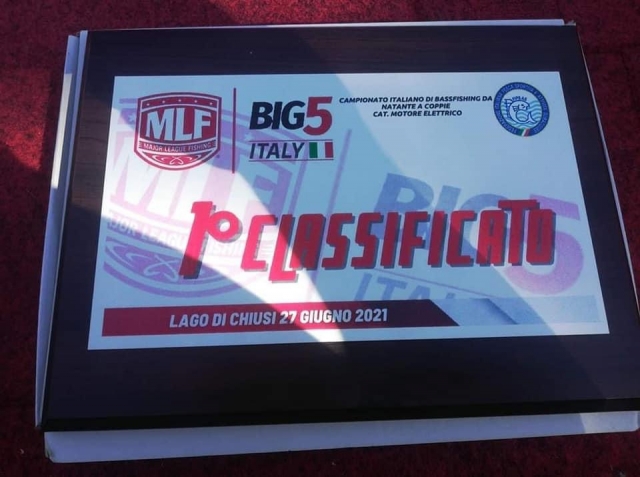 MLF
MAJOR LEAGUE FISHING
BIG5
ITALY
CAMPIONATO ITALIANO DI BASSFISHING DA
NATANTE A COPPIE
CAT. MOTORE ELETTRICO
1° CLASSIFICATO
LAGO DI CHIUSI 27 GIUGNO 2021